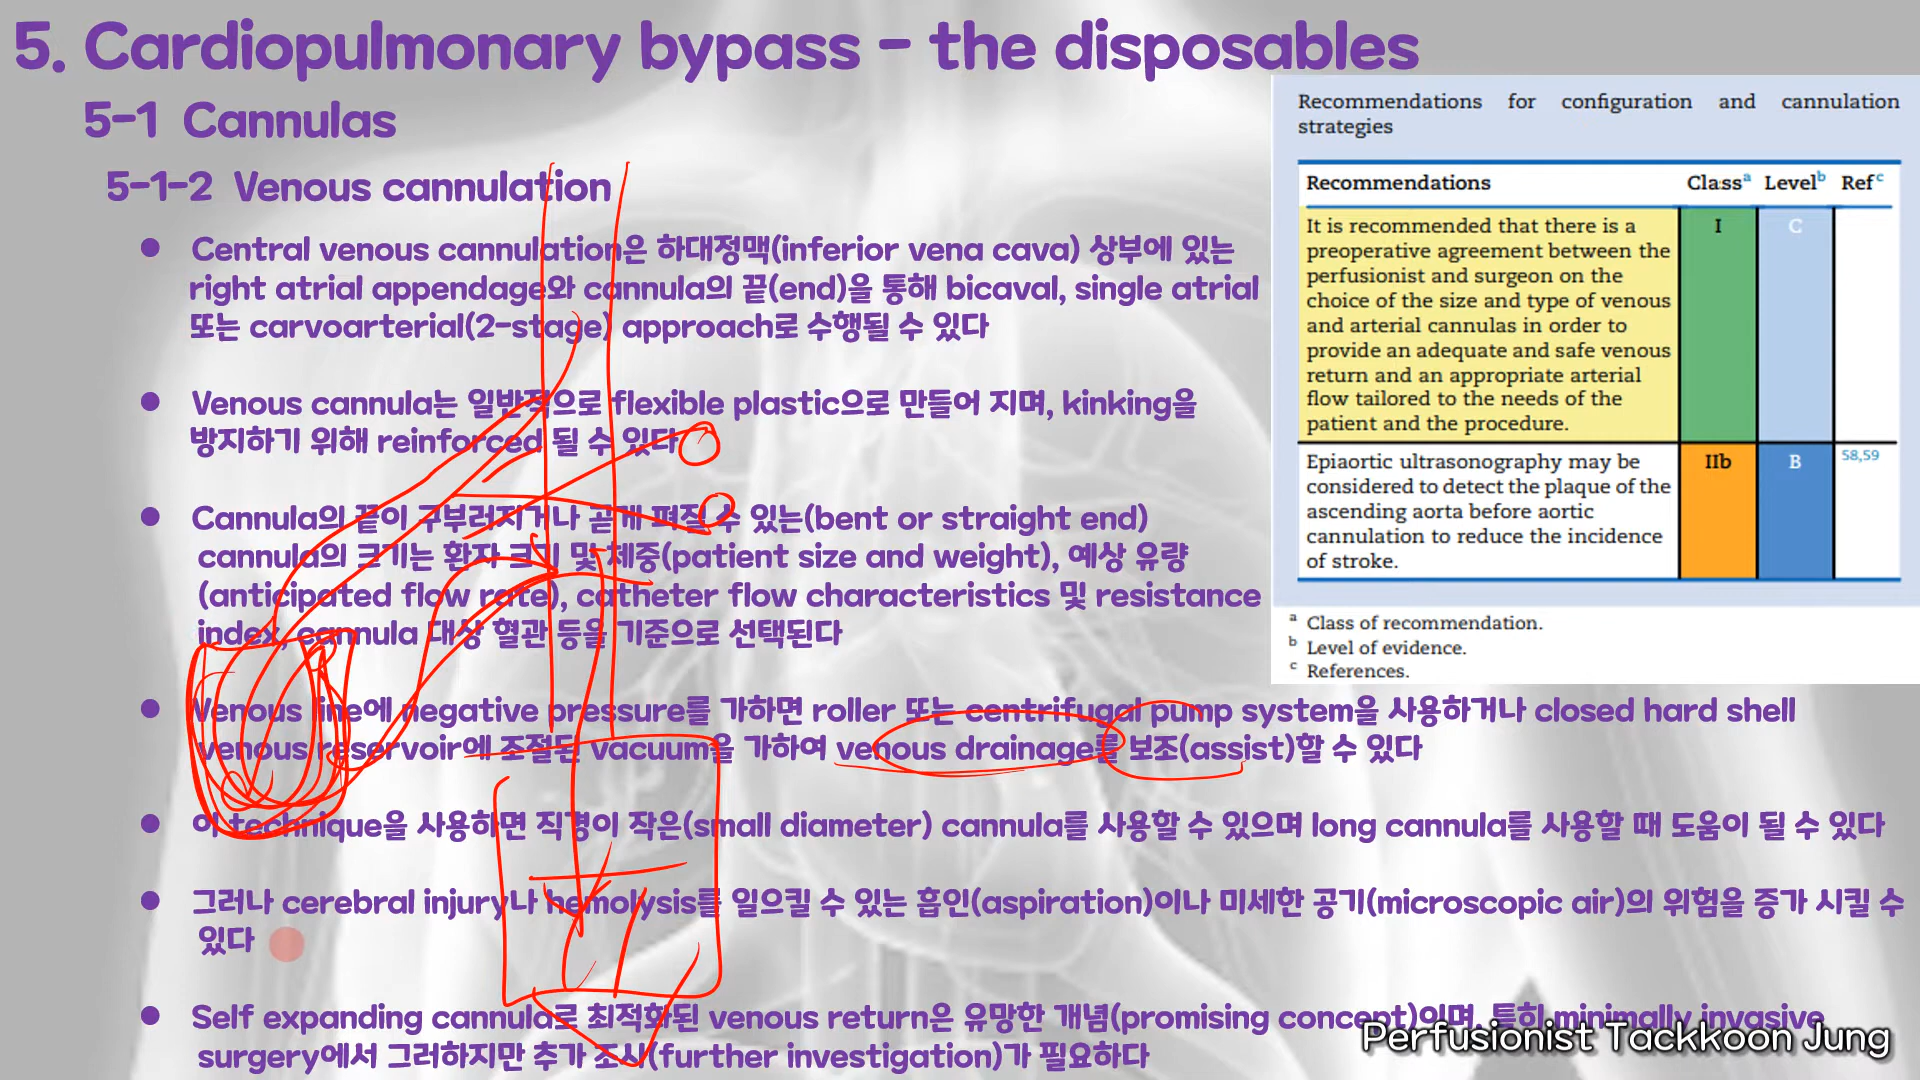 5. Cardiopulmonary bypass - the disposables
5-1 Cannulas
5-1-2 Venous cannulation
● Central venous cannulation은 하대정맥(inferior vena cava) 상부에 있는
right atrial appendage와 cannula의 끝(end)을 통해 bicaval, single atrial
또는 carvoarterial(2-stage) approach로 수행될 수 있다
● Venous cannula는 일반적으로 flexible plastic으로 만들어 지며, kinking을
방지하기 위해 reinforced 될 수 있다
● Cannula의 끝이 구부러지거나 곧게 펴질 수 있는(bent or straight end)
cannula의 크기는 환자 크기 및 체중(patient size and weight), 예상 유량
(anticipated flow rate), catheter flow characteristics 및 resistance
index, cannula 대상 혈관 등을 기준으로 선택된다
● Venous line에 negative pressure를 가하면 roller 또는 centrifugal pump system을 사용하거나 closed hard shell
venous reservoir에 조절된 vacuum을 가하여 venous drainage를 보조(assist)할 수 있다
● 이 technique을 사용하면 직경이 작은(small diameter) cannula를 사용할 수 있으며 long cannula를 사용할 때 도움이 될 수 있다
● 그러나 cerebral injury나 hemolysis를 일으킬 수 있는 흡인(aspiration)이나 미세한 공기(microscopic air)의 위험을 증가 시킬 수
있다
● Self expanding cannula로 최적화된 venous return은 유망한 개념(promising concept)이며, 특히 minimally invasive
surgery에서 그러하지만 추가 조사(further investigation)가 필요하다
Recommendations for configuration and cannulation
strategies
Recommendations Class a Level b Ref c
It is recommended that there is a I C
preoperative agreement between the
perfusionist and surgeon on the
choice of the size and type of venous
and arterial cannulas in order to
provide an adequate and safe venous
return and an appropriate arterial
flow tailored to the needs of the
patient and the procedure.
Epiaortic ultrasonography may be IIb B 58,59
considered to detect the plaque of the
ascending aorta before aortic
cannulation to reduce the incidence
of stroke.
a Class of recommendation.
b Level of evidence.
c References.
Perfusionist Tackkoon Jung